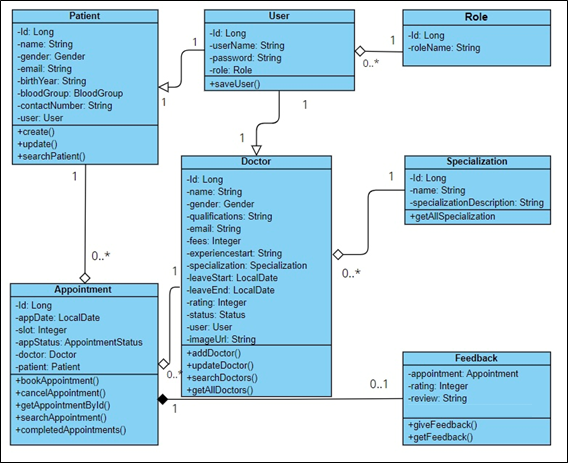 Patient
-Id: Long
-name: String
-gender: Gender
-email: String
-birthYear: String
-bloodGroup: BloodGroup
-contactNumber: String
-user: User
+create()
+update()
+searchPatient()
User
-Id: Long
-userName: String
-password: String
-role: Role
+saveUser()
Role
-Id: Long
-roleName: String
1
1
0..*
1
1
1
Doctor
-Id: Long
-name: String
-gender: Gender
-qualifications: String
-email: String
-fees: Integer
-experiencestart: String
-specialization: Specialization
-leaveStart: LocalDate
-leaveEnd: LocalDate
-rating: Integer
-status: Status
-user: User
-imageUrl: String
+addDoctor()
+updateDoctor()
+searchDoctors()
+getAllDoctors()
Specialization
-Id: Long
-name: String
-specializationDescription: String
+getAllSpecialization
1
0..*
1
0..*
Appointment
-Id: Long
-appDate: LocalDate
-slot: Integer
-appStatus: AppointmentStatus
-doctor: Doctor
-patient: Patient
+bookAppointment()
+cancelAppointment()
+getAppointmentById()
+searchAppointment()
+completedAppointments()
1
0..*
1
0..1
Feedback
-appointment: Appointment
-rating: Integer
-review: String
+giveFeedback()
+getFeedback()